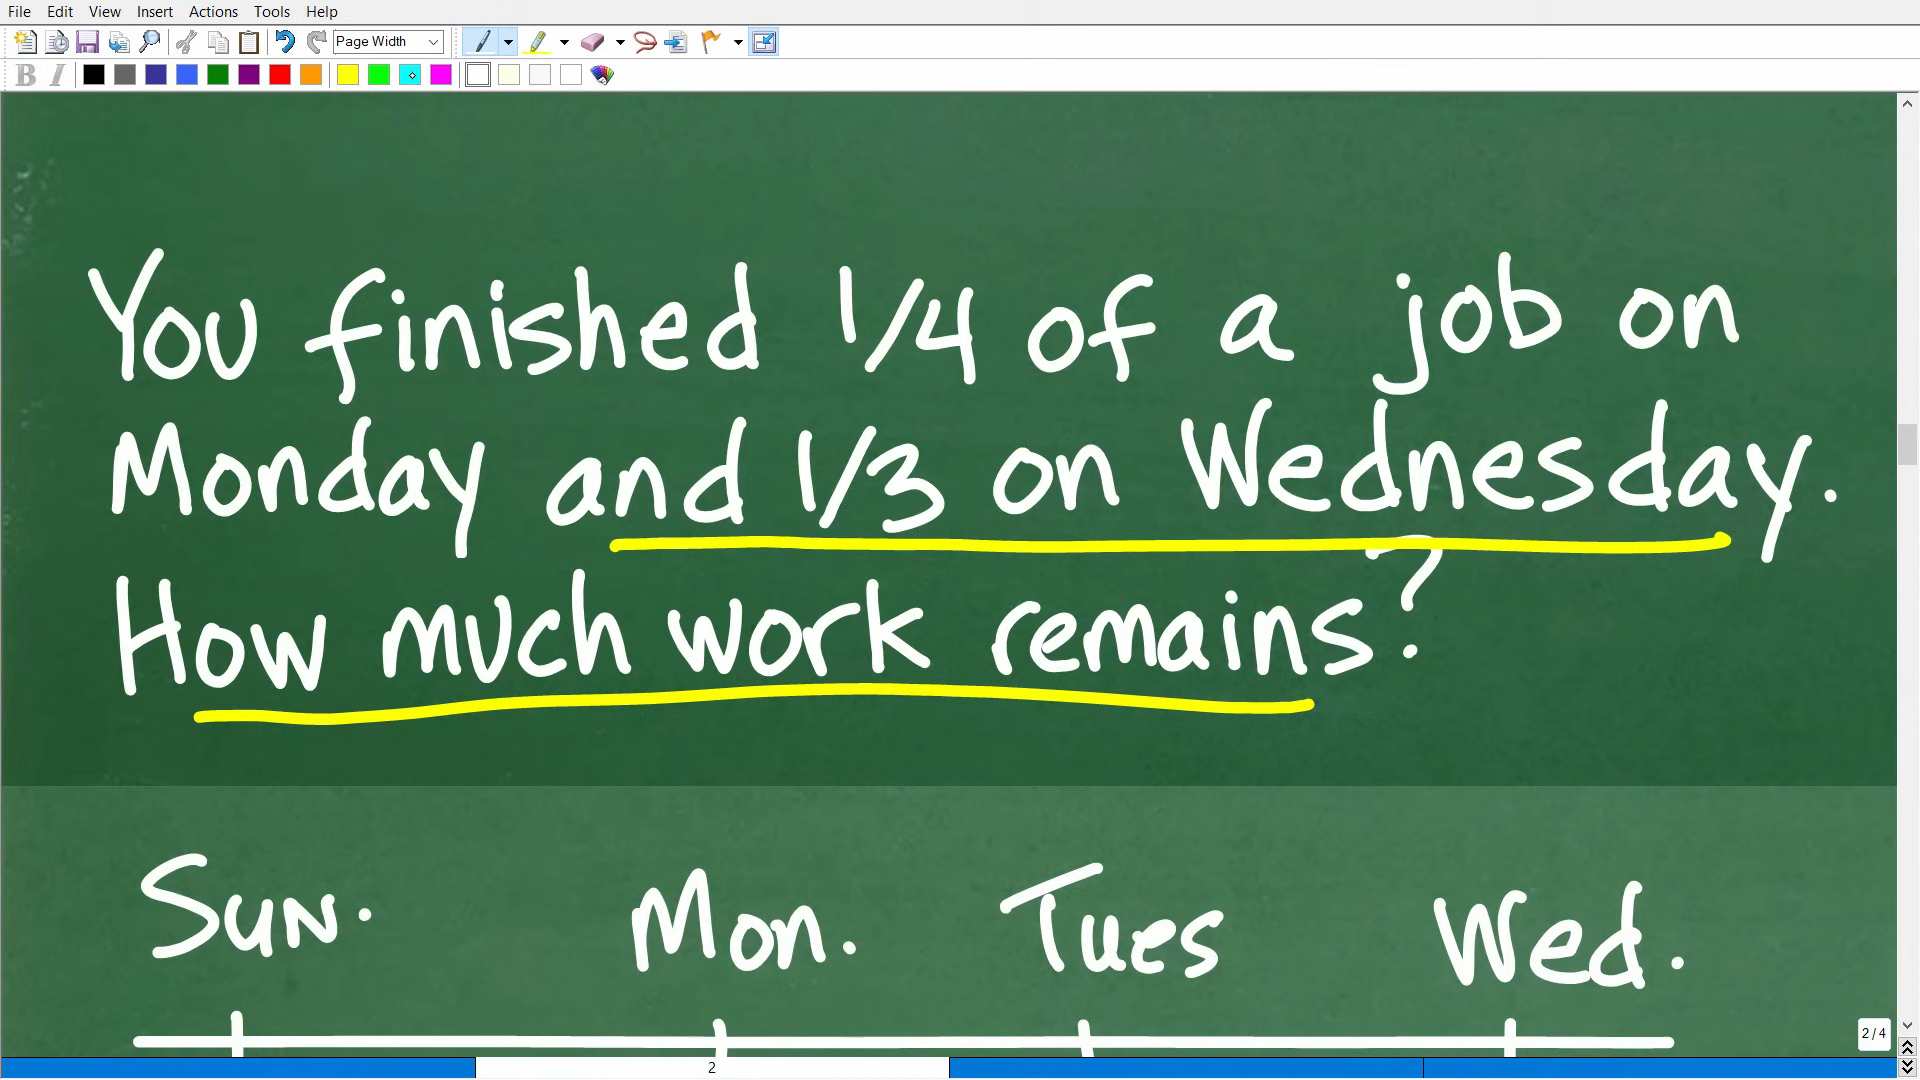 File Edit View Insert Actions Tools Help
Page Width
B I
You finished 1/4 of a job on
Monday and 1/3 on Wednesday.
How much work remains?
Sun. Mon. Tues Wed.
2/4
2